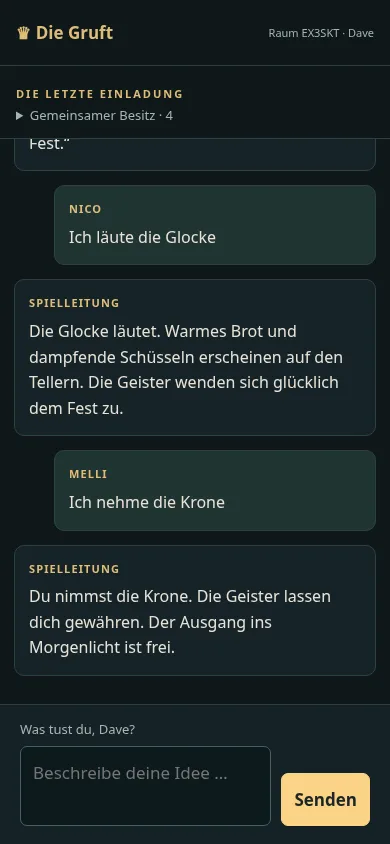 ♛ Die Gruft
Raum EX3SKT · Dave
DIE LETZTE EINLADUNG
▶ Gemeinsamer Besitz · 4
Fest."
NICO
Ich läute die Glocke
SPIELLEITUNG
Die Glocke läutet. Warmes Brot und
dampfende Schüsseln erscheinen auf den
Tellern. Die Geister wenden sich glücklich
dem Fest zu.
MELLI
Ich nehme die Krone
SPIELLEITUNG
Du nimmst die Krone. Die Geister lassen
dich gewähren. Der Ausgang ins
Morgenlicht ist frei.
Was tust du, Dave?
Beschreibe deine Idee ...
Senden